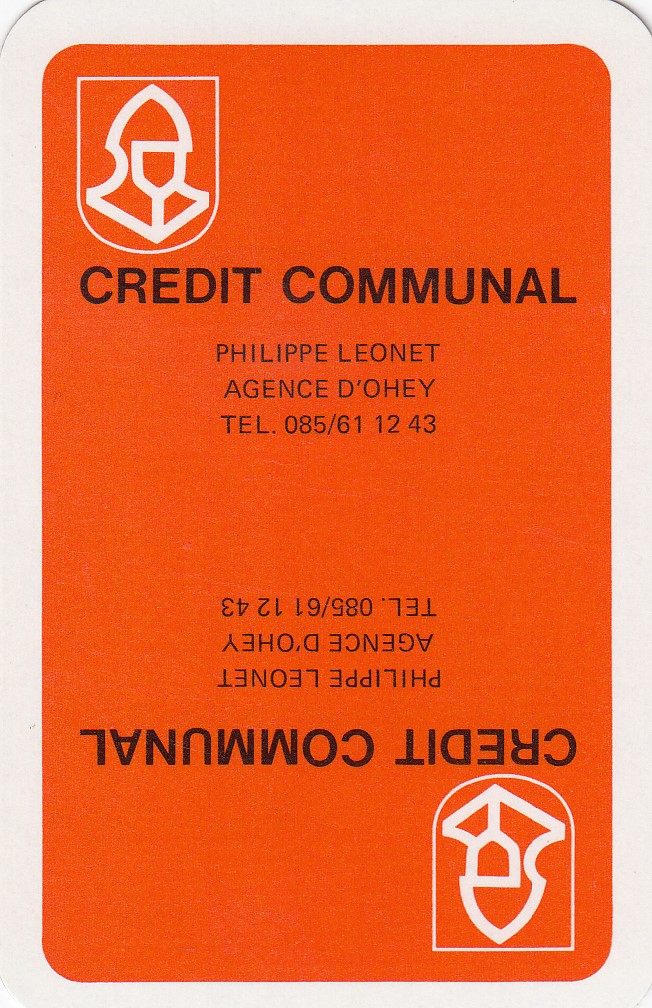 CREDIT COMMUNAL
PHILIPPE LEONET
AGENCE D'OHEY
TEL. 085/61 12 43
CREDIT COMMUNAL
PHILIPPE LEONET
AGENCE D'OHEY
TEL. 085/61 12 43